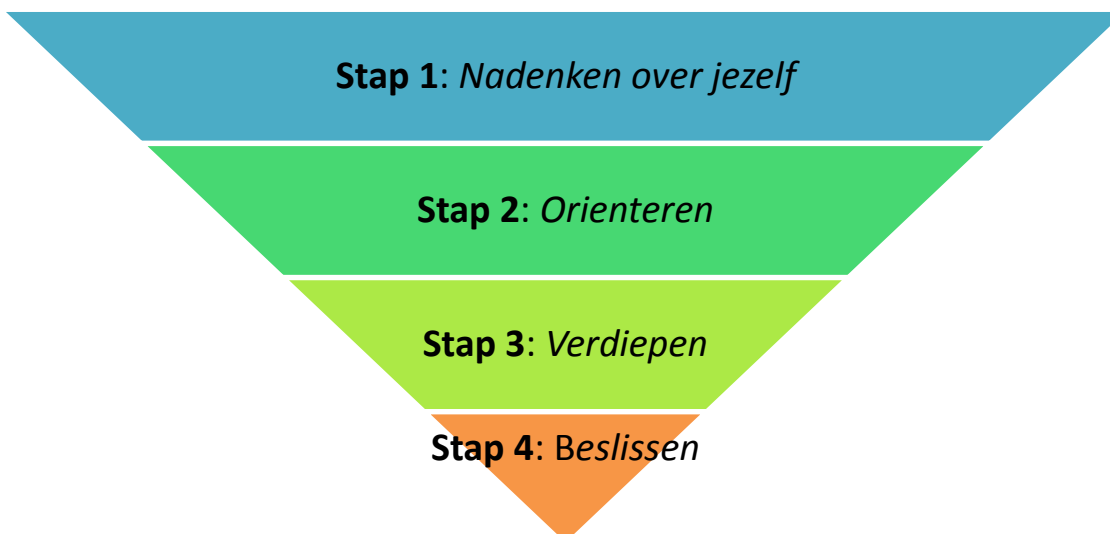 Stap 1: Nadenken over jezelf
Stap 2: Orienteren
Stap 3: Verdiepen
Stap 4: Beslissen